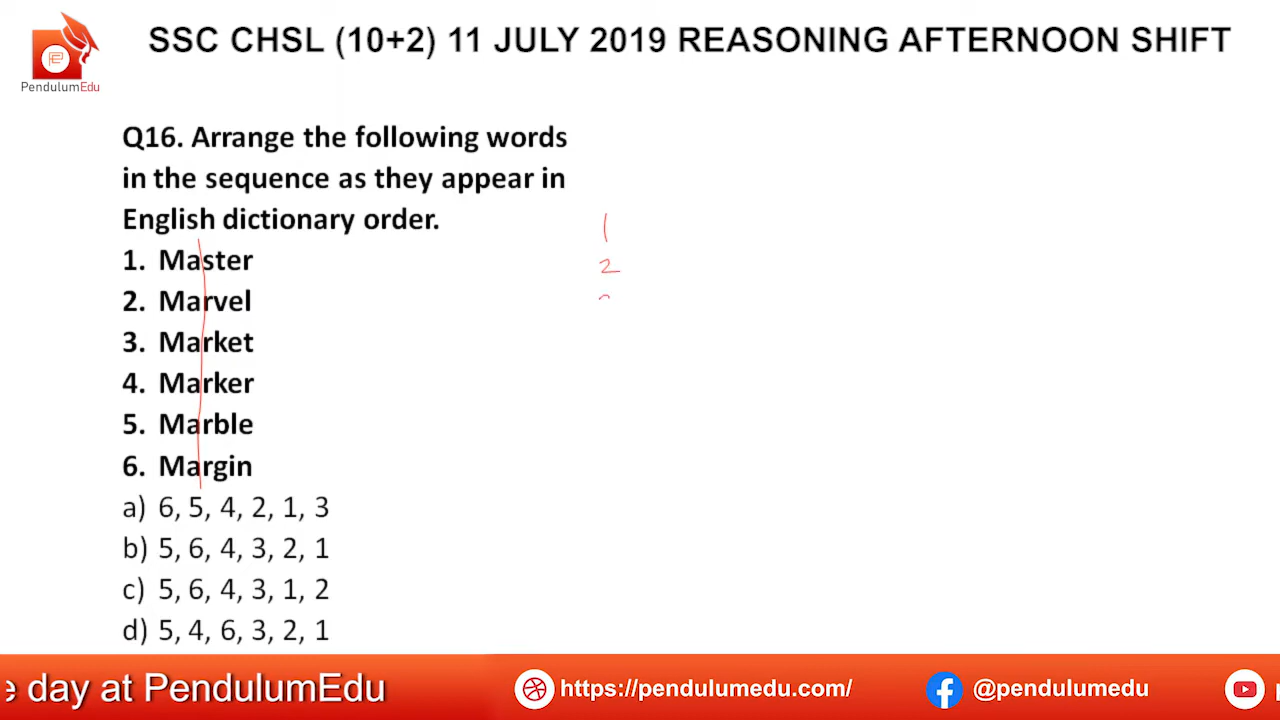 SSC CHSL (10+2) 11 JULY 2019 REASONING AFTERNOON SHIFT
PendulumEdu
Q16. Arrange the following words
in the sequence as they appear in
English dictionary order.
1. Master
2. Marvel
3. Market
4. Marker
5. Marble
6. Margin
a) 6, 5, 4, 2, 1, 3
b) 5, 6, 4, 3, 2, 1
c) 5, 6, 4, 3, 1, 2
d) 5, 4, 6, 3, 2, 1
1
2
day at PendulumEdu
https://pendulumedu.com/
@pendulumedu